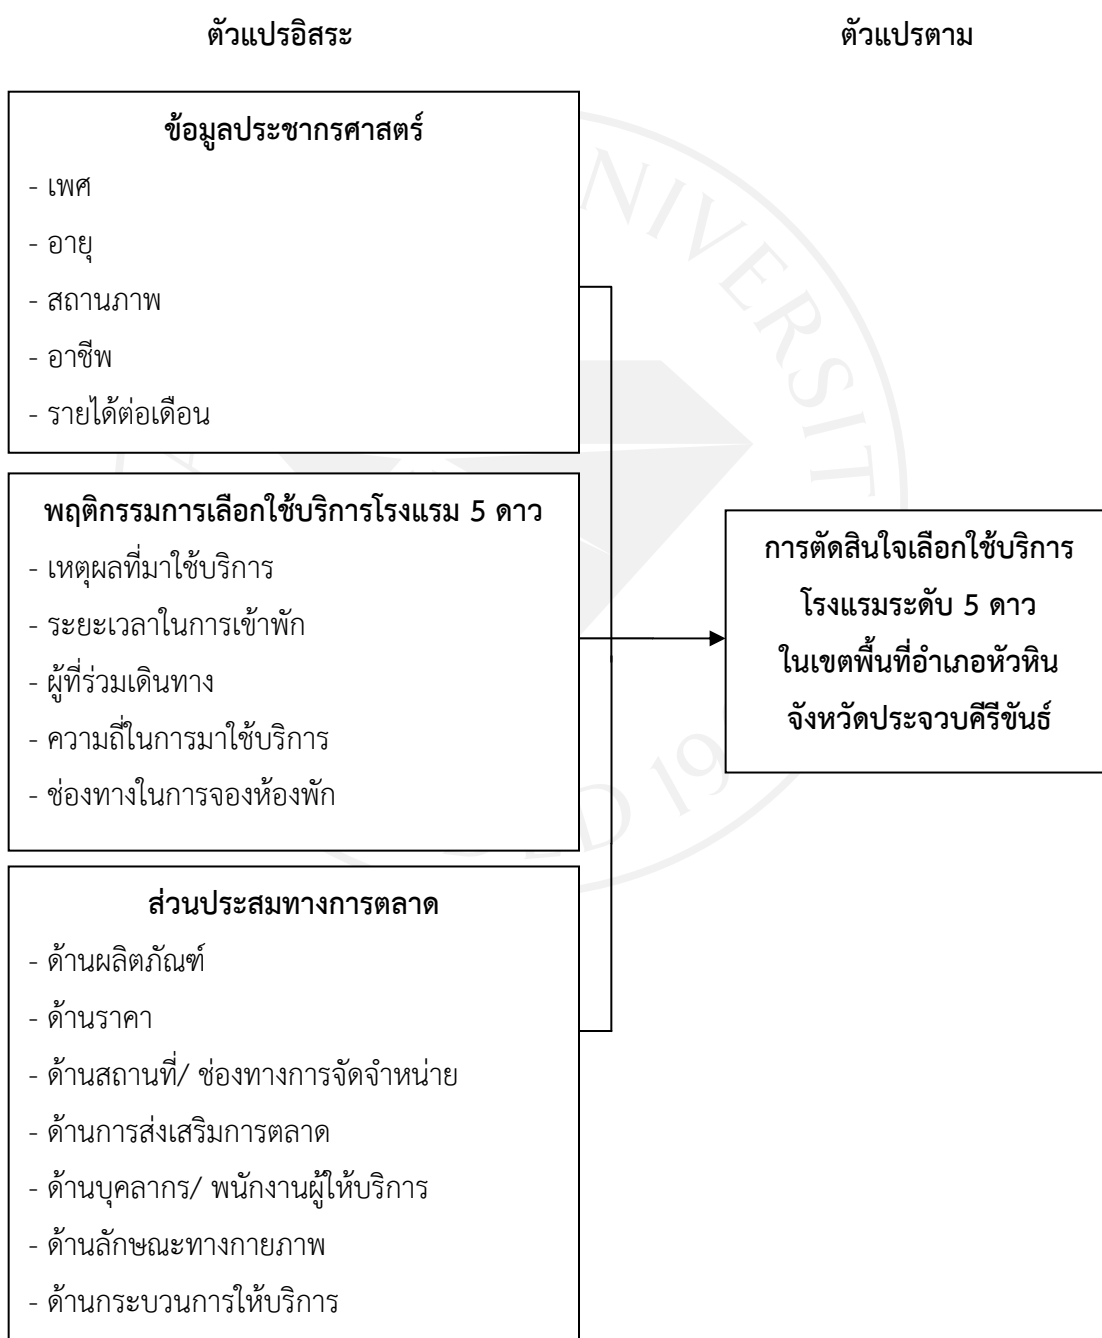 ตัวแปรอิสระ
ตัวแปรตาม
ข้อมูลประชากรศาสตร์
- เพศ
- อายุ
- สถานภาพ
- อาชีพ
- รายได้ต่อเดือน
พฤติกรรมการเลือกใช้บริการโรงแรม 5 ดาว
- เหตุผลที่มาใช้บริการ
- ระยะเวลาในการเข้าพัก
- ผู้ที่ร่วมเดินทาง
- ความถี่ในการมาใช้บริการ
- ช่องทางในการจองห้องพัก
ส่วนประสมทางการตลาด
- ด้านผลิตภัณฑ์
- ด้านราคา
- ด้านสถานที่/ ช่องทางการจัดจำหน่าย
- ด้านการส่งเสริมการตลาด
- ด้านบุคลากร/ พนักงานผู้ให้บริการ
- ด้านลักษณะทางกายภาพ
- ด้านกระบวนการให้บริการ
การตัดสินใจเลือกใช้บริการ
โรงแรมระดับ 5 ดาว
ในเขตพื้นที่อำเภอหัวหิน
จังหวัดประจวบคีรีขันธ์